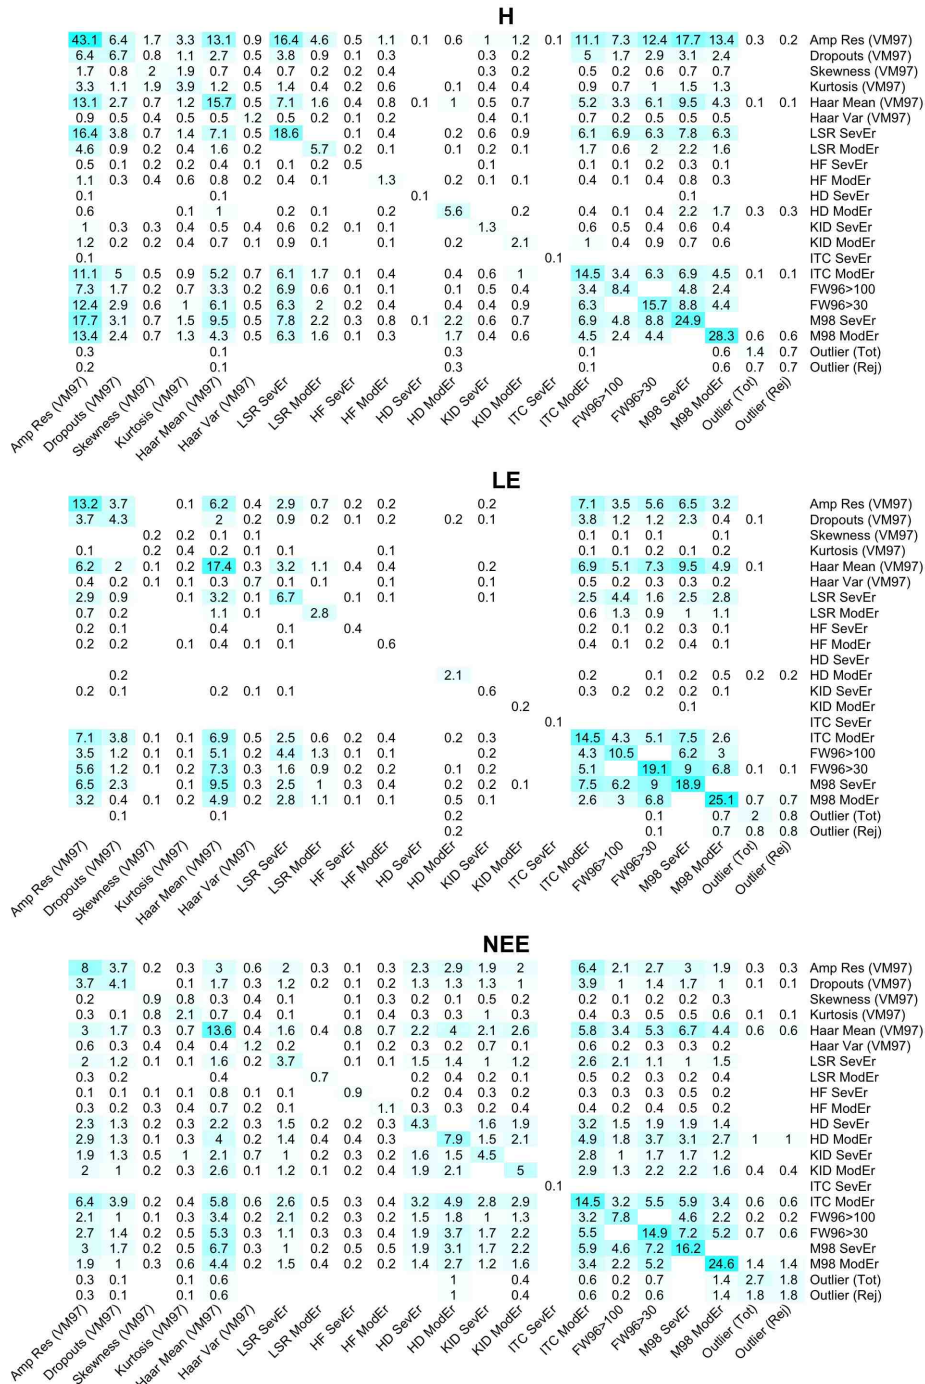 H
43.1 6.4 1.7 3.3 13.1 0.9 16.4 4.6 0.5 1.1 0.1 0.6 1 1.2 0.1 11.1 7.3 12.4 17.7 13.4 0.3 0.2 Amp Res (VM97)
6.4 6.7 0.8 1.1 2.7 0.5 3.8 0.9 0.1 0.3 0.3 0.2 5 1.7 2.9 3.1 2.4 Dropouts (VM97)
1.7 0.8 2 1.9 0.7 0.4 0.7 0.2 0.2 0.4 0.3 0.2 0.5 0.2 0.6 0.7 0.7 Skewness (VM97)
3.3 1.1 1.9 3.9 1.2 0.5 1.4 0.4 0.2 0.6 0.1 0.4 0.4 0.9 0.7 1 1.5 1.3 Kurtosis (VM97)
13.1 2.7 0.7 1.2 15.7 0.5 7.1 1.6 0.4 0.8 0.1 1 0.5 0.7 5.2 3.3 6.1 9.5 4.3 0.1 0.1 Haar Mean (VM97)
0.9 0.5 0.4 0.5 0.5 1.2 0.5 0.2 0.1 0.2 0.4 0.1 0.7 0.2 0.5 0.5 0.5 Haar Var (VM97)
16.4 3.8 0.7 1.4 7.1 0.5 18.6 0.1 0.4 0.2 0.6 0.9 6.1 6.9 6.3 7.8 6.3 LSR SevEr
4.6 0.9 0.2 0.4 1.6 0.2 5.7 0.2 0.1 0.1 0.2 0.1 1.7 0.6 2 2.2 1.6 LSR ModEr
0.5 0.1 0.2 0.2 0.4 0.1 0.1 0.2 0.5 0.1 0.1 0.1 0.2 0.3 0.1 HF SevEr
1.1 0.3 0.4 0.6 0.8 0.2 0.4 0.1 1.3 0.2 0.1 0.1 0.4 0.1 0.4 0.8 0.3 HF ModEr
0.1 0.1 0.1 0.1 HD SevEr
0.6 0.1 1 0.2 0.1 0.2 5.6 0.2 0.4 0.1 0.4 2.2 1.7 0.3 0.3 HD ModEr
1 0.3 0.3 0.4 0.5 0.4 0.6 0.2 0.1 0.1 1.3 0.6 0.5 0.4 0.6 0.4 KID SevEr
1.2 0.2 0.2 0.4 0.7 0.1 0.9 0.1 0.1 0.2 2.1 1 0.4 0.9 0.7 0.6 KID ModEr
0.1 0.1 ITC SevEr
11.1 5 0.5 0.9 5.2 0.7 6.1 1.7 0.1 0.4 0.4 0.6 1 14.5 3.4 6.3 6.9 4.5 0.1 0.1 ITC ModEr
7.3 1.7 0.2 0.7 3.3 0.2 6.9 0.6 0.1 0.1 0.1 0.5 0.4 3.4 8.4 4.8 2.4 FW96>100
12.4 2.9 0.6 1 6.1 0.5 6.3 2 0.2 0.4 0.4 0.4 0.9 6.3 15.7 8.8 4.4 FW96>30
17.7 3.1 0.7 1.5 9.5 0.5 7.8 2.2 0.3 0.8 0.1 2.2 0.6 0.7 6.9 4.8 8.8 24.9 M98 SevEr
13.4 2.4 0.7 1.3 4.3 0.5 6.3 1.6 0.1 0.3 1.7 0.4 0.6 4.5 2.4 4.4 28.3 0.6 0.6 M98 ModEr
0.3 0.1 0.3 0.1 0.6 1.4 0.7 Outlier (Tot)
0.2 0.1 0.3 0.1 0.6 0.7 0.7 Outlier (Rej)
Amp Res (VM97) Dropouts (VM97) Skewness (VM97) Kurtosis (VM97) Haar Mean (VM97) Haar Var (VM97) LSR SevEr LSR ModEr HF SevEr HF ModEr HD SevEr HD ModEr KID SevEr KID ModEr ITC SevEr ITC ModEr FW96>100 FW96>30 M98 SevEr M98 ModEr Outlier (Tot) Outlier (Rej)
LE
13.2 3.7 0.1 6.2 0.4 2.9 0.7 0.2 0.2 0.2 7.1 3.5 5.6 6.5 3.2 Amp Res (VM97)
3.7 4.3 2 0.2 0.9 0.2 0.1 0.2 0.2 0.1 3.8 1.2 1.2 2.3 0.4 0.1 Dropouts (VM97)
0.2 0.2 0.1 0.1 0.1 0.1 0.1 0.1 Skewness (VM97)
0.1 0.2 0.4 0.2 0.1 0.1 0.1 0.1 0.1 0.2 0.1 0.2 Kurtosis (VM97)
6.2 2 0.1 0.2 17.4 0.3 3.2 1.1 0.4 0.4 0.2 6.9 5.1 7.3 9.5 4.9 0.1 Haar Mean (VM97)
0.4 0.2 0.1 0.1 0.3 0.7 0.1 0.1 0.1 0.1 0.5 0.2 0.3 0.3 0.2 Haar Var (VM97)
2.9 0.9 0.1 3.2 0.1 6.7 0.1 0.1 0.1 2.5 4.4 1.6 2.5 2.8 LSR SevEr
0.7 0.2 1.1 0.1 2.8 0.6 1.3 0.9 1 1.1 LSR ModEr
0.2 0.1 0.4 0.1 0.4 0.2 0.1 0.2 0.3 0.1 HF SevEr
0.2 0.2 0.1 0.4 0.1 0.1 0.6 0.4 0.1 0.2 0.4 0.1 HF ModEr
HD SevEr
0.2 2.1 0.2 0.1 0.2 0.5 0.2 0.2 HD ModEr
0.2 0.1 0.2 0.1 0.1 0.6 0.3 0.2 0.2 0.2 0.1 KID SevEr
0.2 0.1 KID ModEr
0.1 ITC SevEr
7.1 3.8 0.1 0.1 6.9 0.5 2.5 0.6 0.2 0.4 0.2 0.3 14.5 4.3 5.1 7.5 2.6 ITC ModEr
3.5 1.2 0.1 0.1 5.1 0.2 4.4 1.3 0.1 0.1 0.2 4.3 10.5 6.2 3 FW96>100
5.6 1.2 0.1 0.2 7.3 0.3 1.6 0.9 0.2 0.2 0.1 0.2 5.1 19.1 9 6.8 0.1 0.1 FW96>30
6.5 2.3 0.1 9.5 0.3 2.5 1 0.3 0.4 0.2 0.2 0.1 7.5 6.2 9 18.9 M98 SevEr
3.2 0.4 0.1 0.2 4.9 0.2 2.8 1.1 0.1 0.1 0.5 0.1 2.6 3 6.8 25.1 0.7 0.7 M98 ModEr
0.1 0.1 0.2 0.1 0.7 2 0.8 Outlier (Tot)
0.2 0.1 0.7 0.8 0.8 Outlier (Rej)
Amp Res (VM97) Dropouts (VM97) Skewness (VM97) Kurtosis (VM97) Haar Mean (VM97) Haar Var (VM97) LSR SevEr LSR ModEr HF SevEr HF ModEr HD SevEr HD ModEr KID SevEr KID ModEr ITC SevEr ITC ModEr FW96>100 FW96>30 M98 SevEr M98 ModEr Outlier (Tot) Outlier (Rej)
NEE
8 3.7 0.2 0.3 3 0.6 2 0.3 0.1 0.3 2.3 2.9 1.9 2 6.4 2.1 2.7 3 1.9 0.3 0.3 Amp Res (VM97)
3.7 4.1 0.1 1.7 0.3 1.2 0.2 0.1 0.2 1.3 1.3 1.3 1 3.9 1 1.4 1.7 1 0.1 0.1 Dropouts (VM97)
0.2 0.9 0.8 0.3 0.4 0.1 0.1 0.3 0.2 0.1 0.5 0.2 0.2 0.1 0.2 0.2 0.3 Skewness (VM97)
0.3 0.1 0.8 2.1 0.7 0.4 0.1 0.1 0.2 0.3 0.3 1 0.3 0.4 0.3 0.5 0.5 0.6 0.1 0.1 Kurtosis (VM97)
3 1.7 0.3 0.7 13.6 0.4 1.6 0.4 0.8 0.7 2.2 4 2.1 2.6 5.8 3.4 5.3 6.7 4.4 0.6 0.6 Haar Mean (VM97)
0.6 0.3 0.4 0.4 0.4 1.2 0.2 0.1 0.2 0.2 0.3 0.7 0.1 0.6 0.2 0.3 0.3 0.2 Haar Var (VM97)
2 1.2 0.1 0.1 1.6 0.2 3.7 0.1 0.1 1.5 1.4 1 1.2 2.6 2.1 1.1 1 1.5 LSR SevEr
0.3 0.2 0.4 0.7 0.2 0.4 0.2 0.1 0.5 0.2 0.3 0.2 0.4 LSR ModEr
0.1 0.1 0.1 0.1 0.8 0.1 0.1 0.9 0.2 0.3 0.1 0.2 0.3 0.3 0.3 0.5 0.2 HF SevEr
0.3 0.2 0.3 0.2 0.7 0.2 0.1 1.1 0.3 0.3 0.2 0.4 0.4 0.2 0.4 0.5 0.2 HF ModEr
2.3 1.3 0.2 0.3 2.2 0.3 1.5 0.2 0.2 0.3 4.3 1.6 1.9 3.2 1.5 1.9 1.9 1.4 HD SevEr
2.9 1.3 0.1 0.3 4 0.2 1.4 0.4 0.3 0.3 7.9 1.5 2.1 4.9 1.8 3.7 3.1 2.7 1 1 HD ModEr
1.9 1.3 0.5 1 2.1 0.7 1 0.2 0.1 0.2 1.6 1.5 4.5 2.8 1 1.7 1.7 1.2 KID SevEr
2 1 0.2 0.3 2.6 0.1 1.2 0.1 0.2 0.4 1.9 2.1 5 2.9 1.3 2.2 2.2 1.6 0.4 0.4 KID ModEr
0.1 ITC SevEr
6.4 3.9 0.2 0.4 5.8 0.6 2.6 0.5 0.3 0.4 3.2 4.9 2.8 2.9 14.5 3.2 5.5 5.9 3.4 0.6 0.6 ITC ModEr
2.1 1 0.1 0.3 3.4 0.2 2.1 0.2 0.3 0.2 1.5 1.8 1 1.3 3.2 7.8 4.6 2.2 0.2 0.2 FW96>100
2.7 1.4 0.2 0.5 5.3 0.3 1.1 0.3 0.3 0.4 1.9 3.7 1.7 2.2 5.5 14.9 7.2 5.2 0.7 0.6 FW96>30
3 1.7 0.2 0.5 6.7 0.3 1 0.2 0.5 0.5 1.9 3.1 1.7 2.2 5.9 4.6 7.2 16.2 M98 SevEr
1.9 1 0.3 0.6 4.4 0.2 1.5 0.4 0.2 0.2 1.4 2.7 1.2 1.6 3.4 2.2 5.2 24.6 1.4 1.4 M98 ModEr
0.3 0.1 0.1 0.6 1 0.4 0.6 0.2 0.7 1.4 2.7 1.8 Outlier (Tot)
0.3 0.1 0.1 0.6 1 0.4 0.6 0.2 0.6 1.4 1.8 1.8 Outlier (Rej)
Amp Res (VM97) Dropouts (VM97) Skewness (VM97) Kurtosis (VM97) Haar Mean (VM97) Haar Var (VM97) LSR SevEr LSR ModEr HF SevEr HF ModEr HD SevEr HD ModEr KID SevEr KID ModEr ITC SevEr ITC ModEr FW96>100 FW96>30 M98 SevEr M98 ModEr Outlier (Tot) Outlier (Rej)